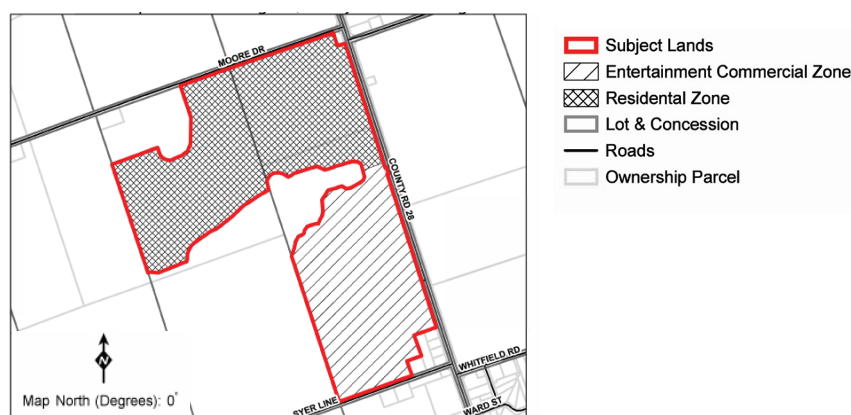 MOORE DR
COUNTY RD 28
WHITFIELD RD
SYER LINE
WARD ST
N
Map North (Degrees): 0°
Subject Lands
Entertainment Commercial Zone
Residental Zone
Lot & Concession
Roads
Ownership Parcel